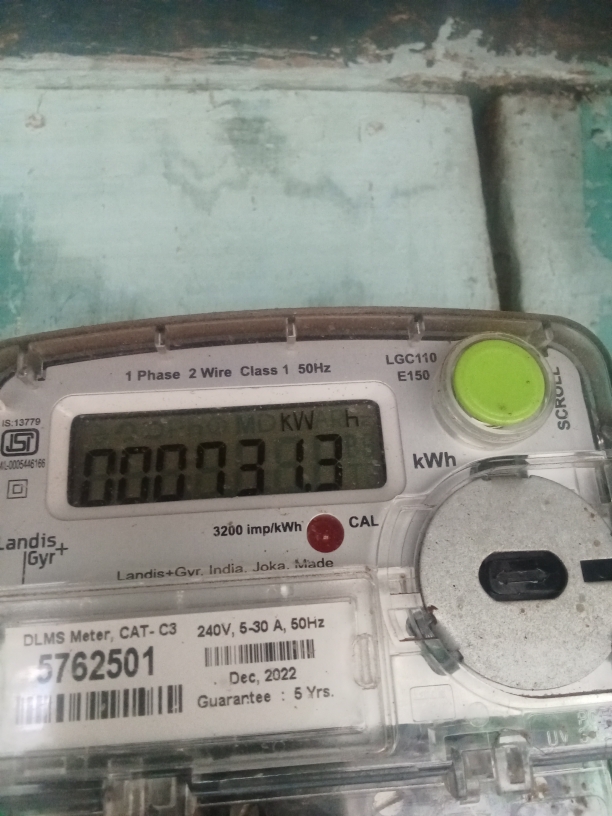 1 Phase 2 Wire Class 1 50Hz
LGC110
E150
SCROLL
IS:13779
ISI
kW h
000731.3
kWh
3200 imp/kWh
CAL
Landis
Gyr+
Landis+Gyr, India, Joka, Made
DLMS Meter, CAT- C3
5762501
240V, 5-30 A, 50Hz
Dec, 2022
Guarantee : 5 Yrs.
UV